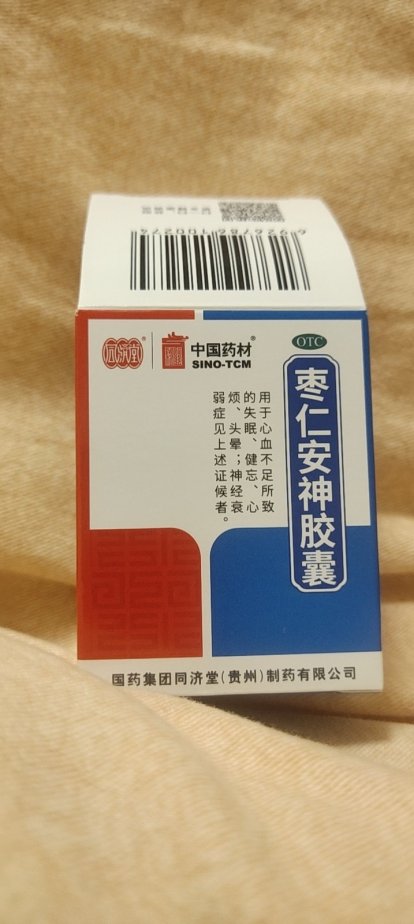 6926786100274
同济堂®
中国药材®
SINO-TCM
OTC
枣仁安神胶囊
用于心血不足所致
的失眠、健忘、心
烦、头晕；神经衰
弱症见上述证候者。
国药集团同济堂(贵州)制药有限公司